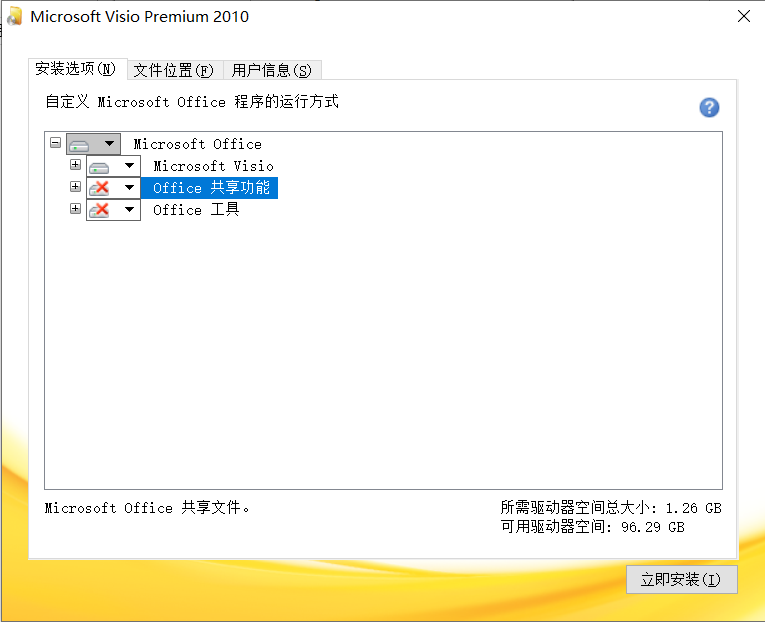 Microsoft Visio Premium 2010
安装选项(N) 文件位置(F) 用户信息(S)
自定义 Microsoft Office 程序的运行方式
Microsoft Office
Microsoft Visio
Office 共享功能
Office 工具
Microsoft Office 共享文件。
所需驱动器空间总大小: 1.26 GB
可用驱动器空间: 96.29 GB
立即安装(I)